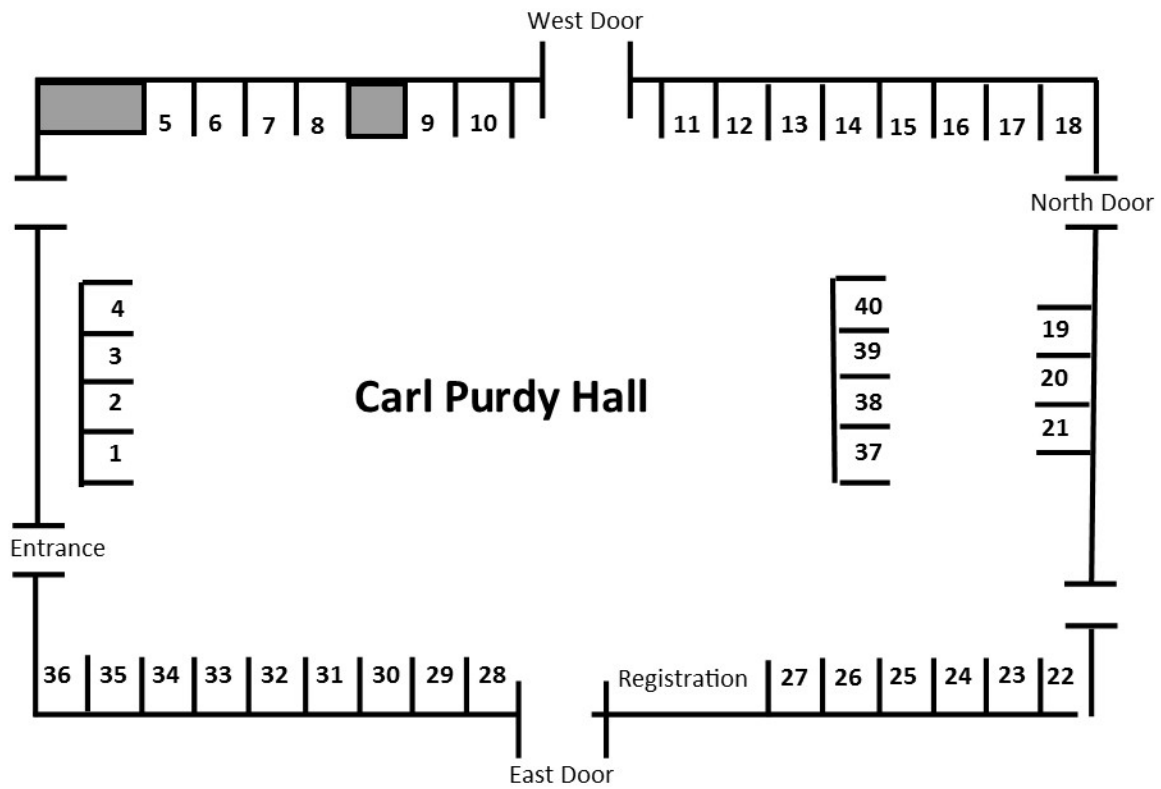 West Door
5 6 7 8 9 10 11 12 13 14 15 16 17 18
North Door
4 40
19
3 39
20
2 38
Carl Purdy Hall
21
1 37
Entrance
36 35 34 33 32 31 30 29 28 Registration 27 26 25 24 23 22
East Door